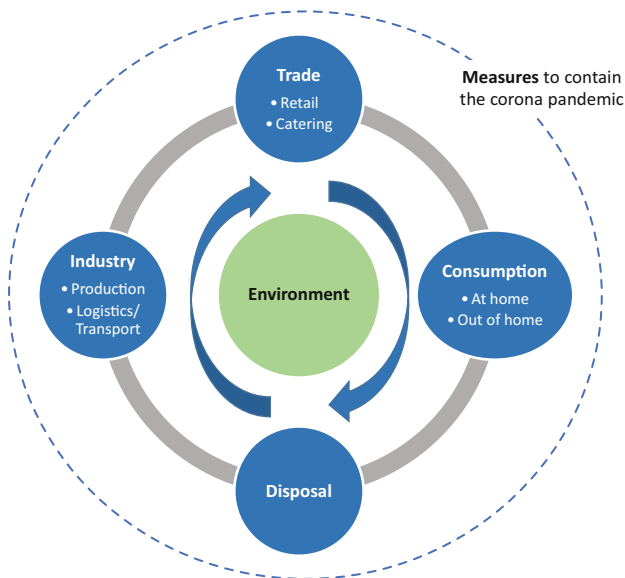 Trade
• Retail
• Catering
Measures to contain
the corona pandemic
Industry
• Production
• Logistics/
Transport
Environment
Consumption
• At home
• Out of home
Disposal